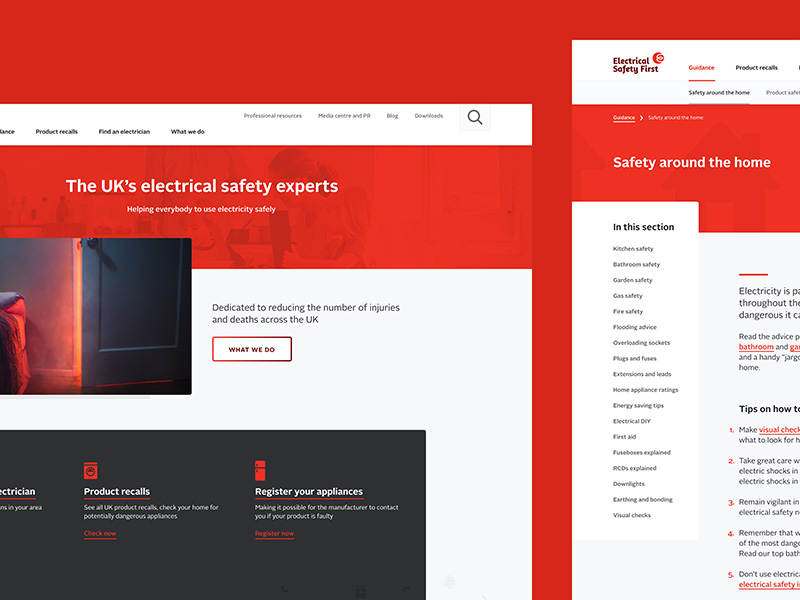 Professional resources
Media centre and PR
Blog
Downloads
Product recalls
Find an electrician
What we do
The UK's electrical safety experts
Helping everybody to use electricity safely
Dedicated to reducing the number of injuries
and deaths across the UK
WHAT WE DO
Product recalls
See all UK product recalls, check your home for
potentially dangerous appliances
Check now
Register your appliances
Making it possible for the manufacturer to contact
you if your product is faulty
Register now
ns in your area
Electrical
Safety First
Guidance
Product recalls
Safety around the home
Product safet
Guidance
Safety around the home
Safety around the home
In this section
Kitchen safety
Bathroom safety
Garden safety
Gas safety
Fire safety
Flooding advice
Overloading sockets
Plugs and fuses
Extensions and leads
Home appliance ratings
Energy saving tips
Electrical DIY
First aid
Fuseboxes explained
RCDs explained
Downlights
Earthing and bonding
Visual checks
Electricity is pa
throughout the
dangerous it ca
Read the advice p
bathroom and ga
and a handy "jargo
home.
Tips on how to
1. Make visual check
what to look for h
2. Take great care w
electric shocks in
electric shocks in
3. Remain vigilant in
electrical safety n
4. Remember that w
of the most dange
Read our top bath
5. Don't use electrica
electrical safety i